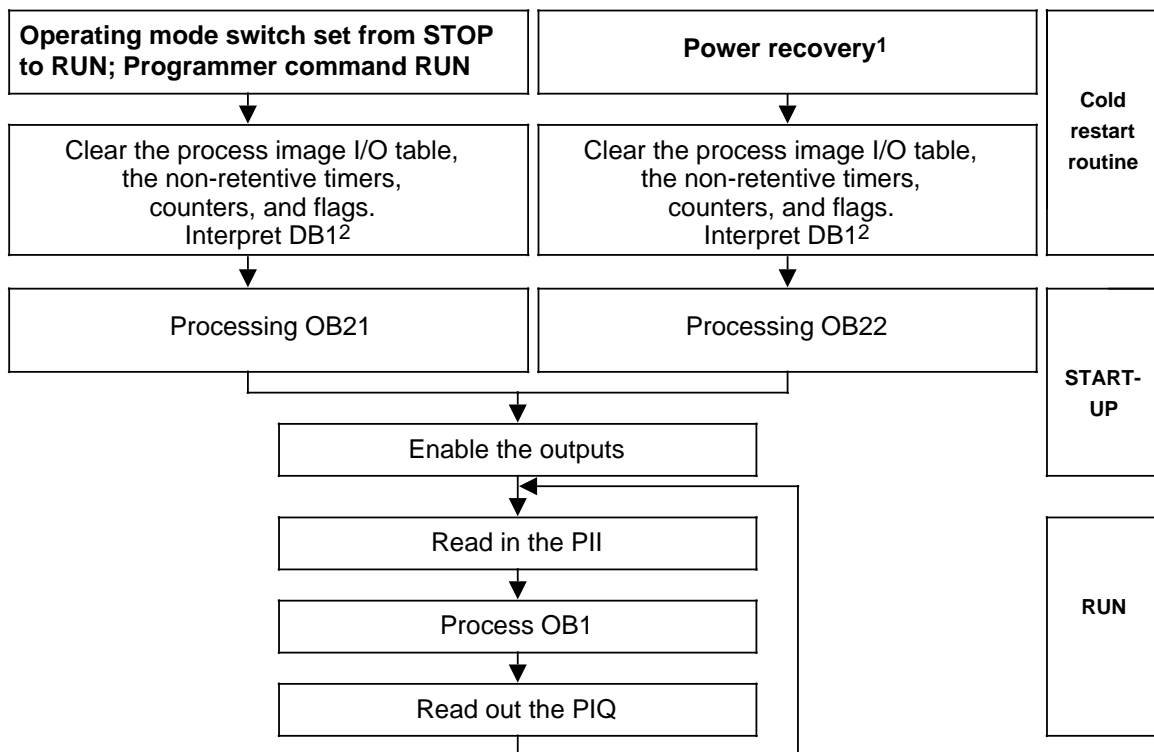 Operating mode switch set from STOP
to RUN; Programmer command RUN
Power recovery1
Cold
restart
routine
Clear the process image I/O table,
the non-retentive timers,
counters, and flags.
Interpret DB12
Clear the process image I/O table,
the non-retentive timers,
counters, and flags.
Interpret DB12
Processing OB21
Processing OB22
START-
UP
Enable the outputs
Read in the PII
Process OB1
Read out the PIQ
RUN